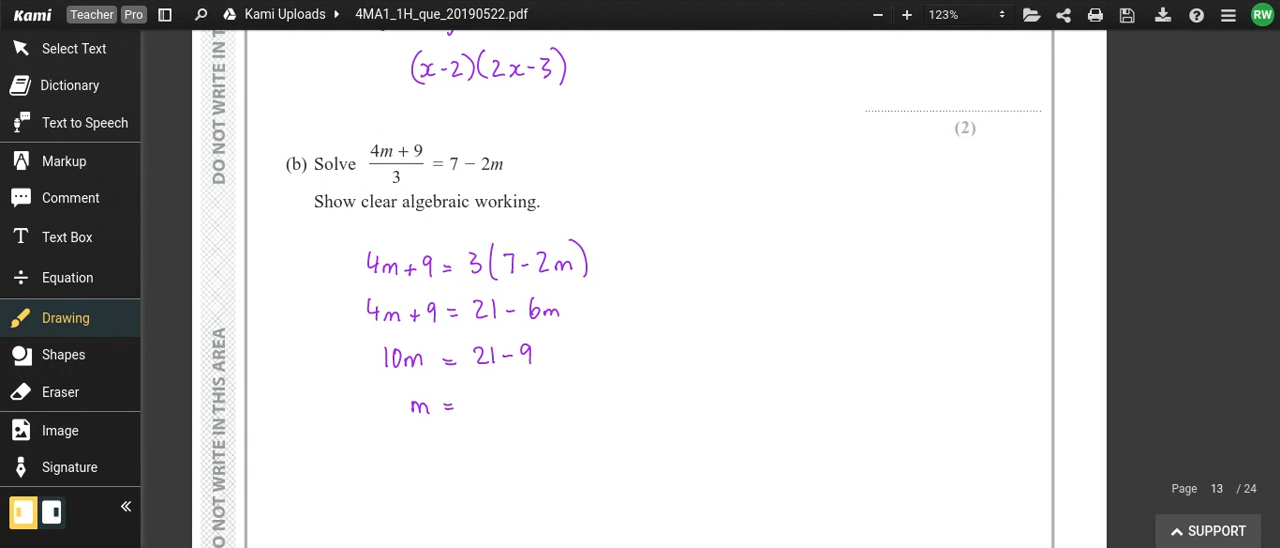 Kami Teacher Pro Kami Uploads 4MA1_1H_que_20190522.pdf 123% RW
Select Text
Dictionary
Text to Speech
Markup
Comment
Text Box
Equation
Drawing
Shapes
Eraser
Image
Signature
DO NOT WRITE IN T
O NOT WRITE IN THIS AREA
(x-2)(2x-3)
(2)
(b) Solve (4m + 9)/3 = 7 − 2m
Show clear algebraic working.
4m+9 = 3(7-2m)
4m+9 = 21 - 6m
10m = 21-9
m =
Page 13 / 24
SUPPORT